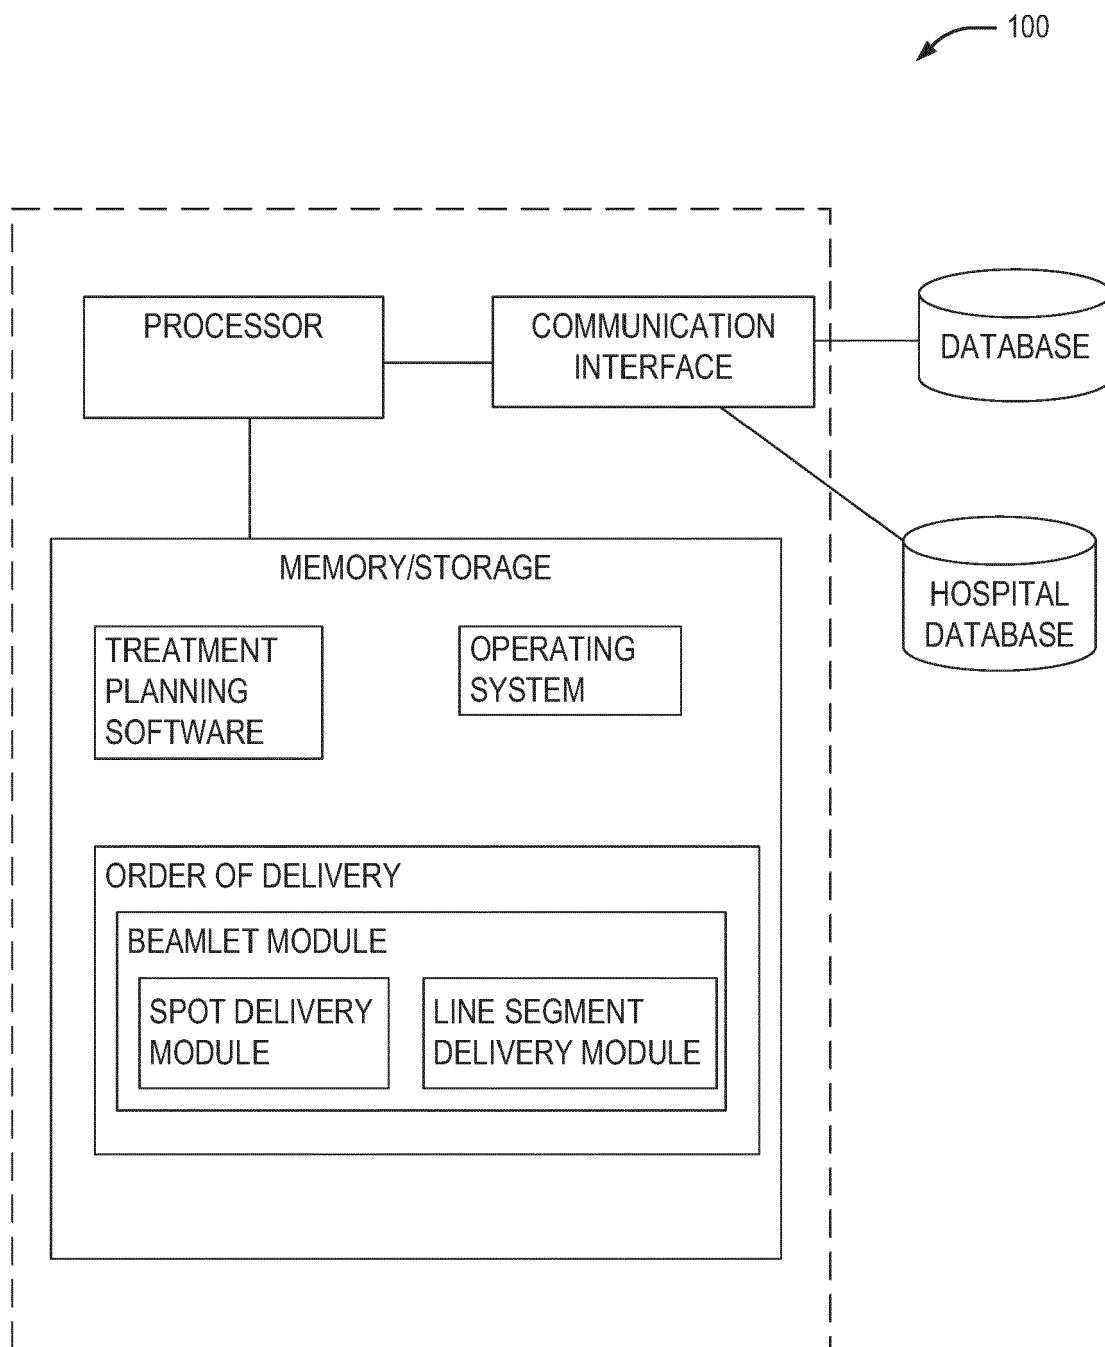 100
PROCESSOR
COMMUNICATION
INTERFACE
DATABASE
HOSPITAL
DATABASE
MEMORY/STORAGE
TREATMENT
PLANNING
SOFTWARE
OPERATING
SYSTEM
ORDER OF DELIVERY
BEAMLET MODULE
SPOT DELIVERY
MODULE
LINE SEGMENT
DELIVERY MODULE